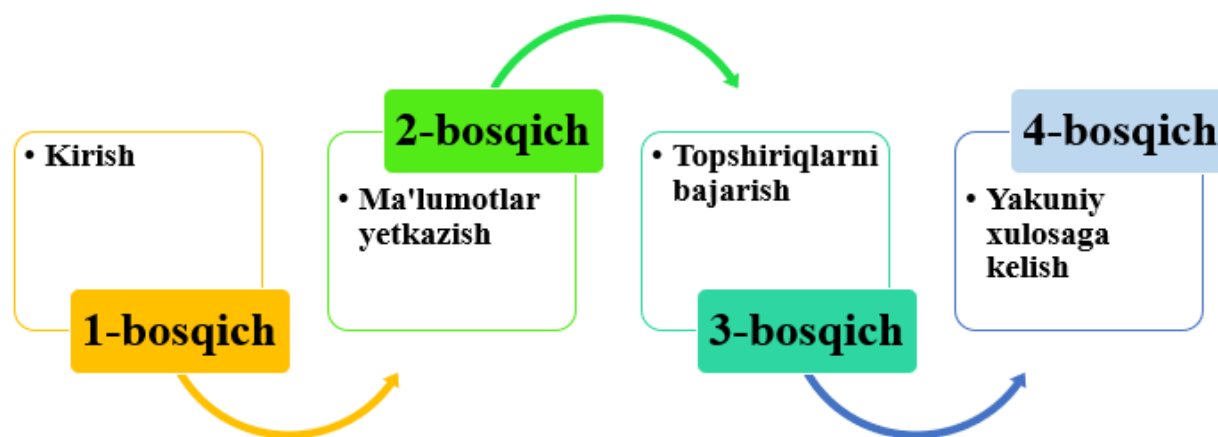 • Kirish
1-bosqich
2-bosqich
• Ma'lumotlar
yetkazish
• Topshiriqlarni
bajarish
3-bosqich
4-bosqich
• Yakuniy
xulosaga
kelish